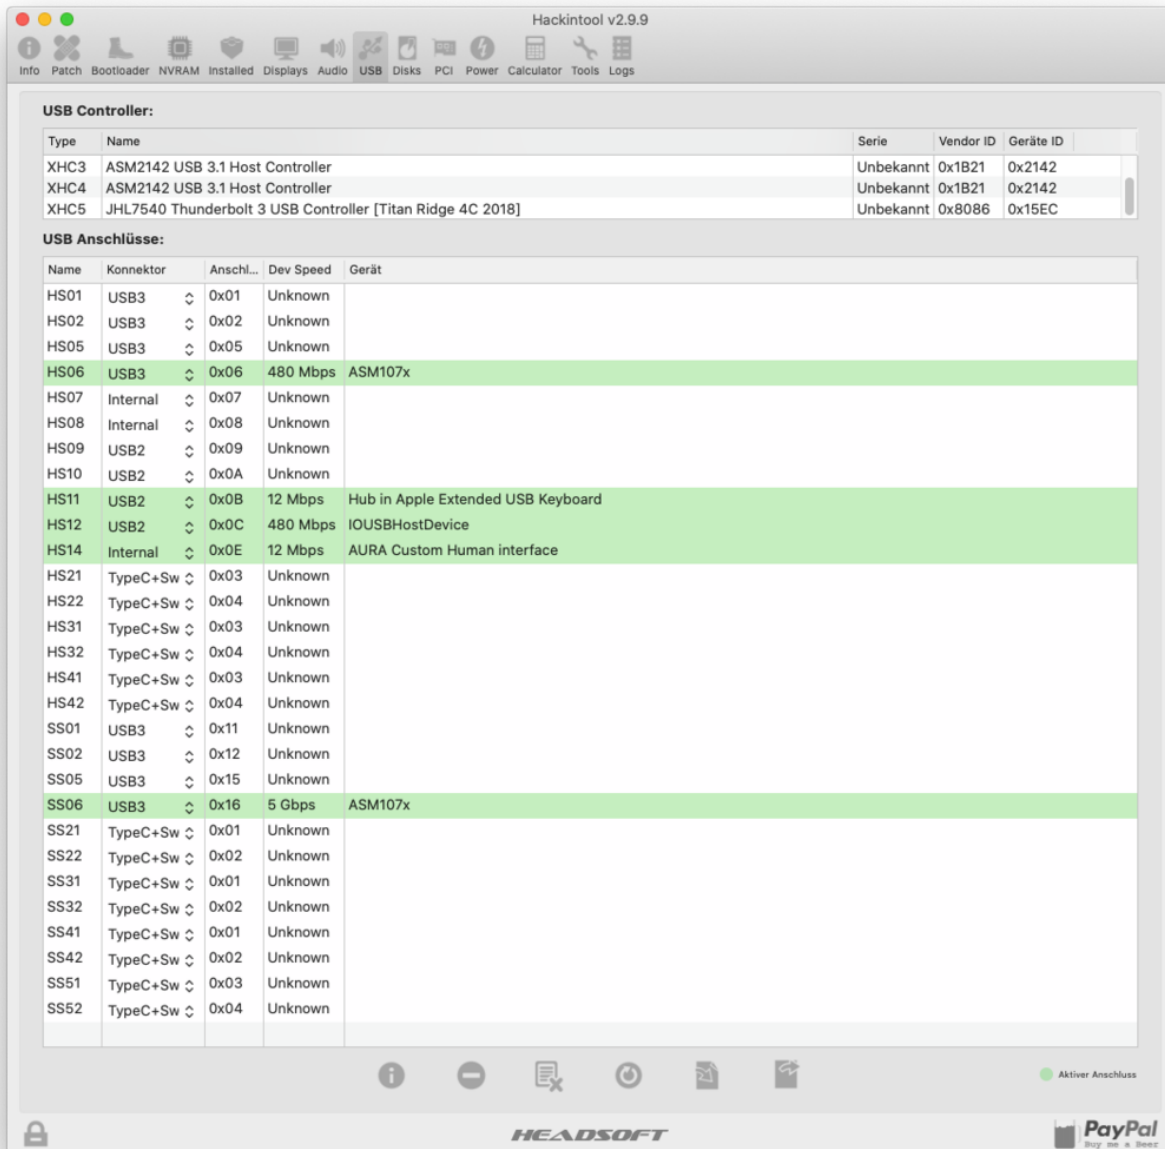 Hackintool v2.9.9
Info Patch Bootloader NVRAM Installed Displays Audio USB Disks PCI Power Calculator Tools Logs
USB Controller:
Type Name Serie Vendor ID Geräte ID
XHC3 ASM2142 USB 3.1 Host Controller Unbekannt 0x1B21 0x2142
XHC4 ASM2142 USB 3.1 Host Controller Unbekannt 0x1B21 0x2142
XHC5 JHL7540 Thunderbolt 3 USB Controller [Titan Ridge 4C 2018] Unbekannt 0x8086 0x15EC
USB Anschlüsse:
Name Konnektor Anschl... Dev Speed Gerät
HS01 USB3 0x01 Unknown
HS02 USB3 0x02 Unknown
HS05 USB3 0x05 Unknown
HS06 USB3 0x06 480 Mbps ASM107x
HS07 Internal 0x07 Unknown
HS08 Internal 0x08 Unknown
HS09 USB2 0x09 Unknown
HS10 USB2 0x0A Unknown
HS11 USB2 0x0B 12 Mbps Hub in Apple Extended USB Keyboard
HS12 USB2 0x0C 480 Mbps IOUSBHostDevice
HS14 Internal 0x0E 12 Mbps AURA Custom Human interface
HS21 TypeC+Sw 0x03 Unknown
HS22 TypeC+Sw 0x04 Unknown
HS31 TypeC+Sw 0x03 Unknown
HS32 TypeC+Sw 0x04 Unknown
HS41 TypeC+Sw 0x03 Unknown
HS42 TypeC+Sw 0x04 Unknown
SS01 USB3 0x11 Unknown
SS02 USB3 0x12 Unknown
SS05 USB3 0x15 Unknown
SS06 USB3 0x16 5 Gbps ASM107x
SS21 TypeC+Sw 0x01 Unknown
SS22 TypeC+Sw 0x02 Unknown
SS31 TypeC+Sw 0x01 Unknown
SS32 TypeC+Sw 0x02 Unknown
SS41 TypeC+Sw 0x01 Unknown
SS42 TypeC+Sw 0x02 Unknown
SS51 TypeC+Sw 0x03 Unknown
SS52 TypeC+Sw 0x04 Unknown
Aktiver Anschluss
HEADSOFT
PayPal
Buy me a Beer